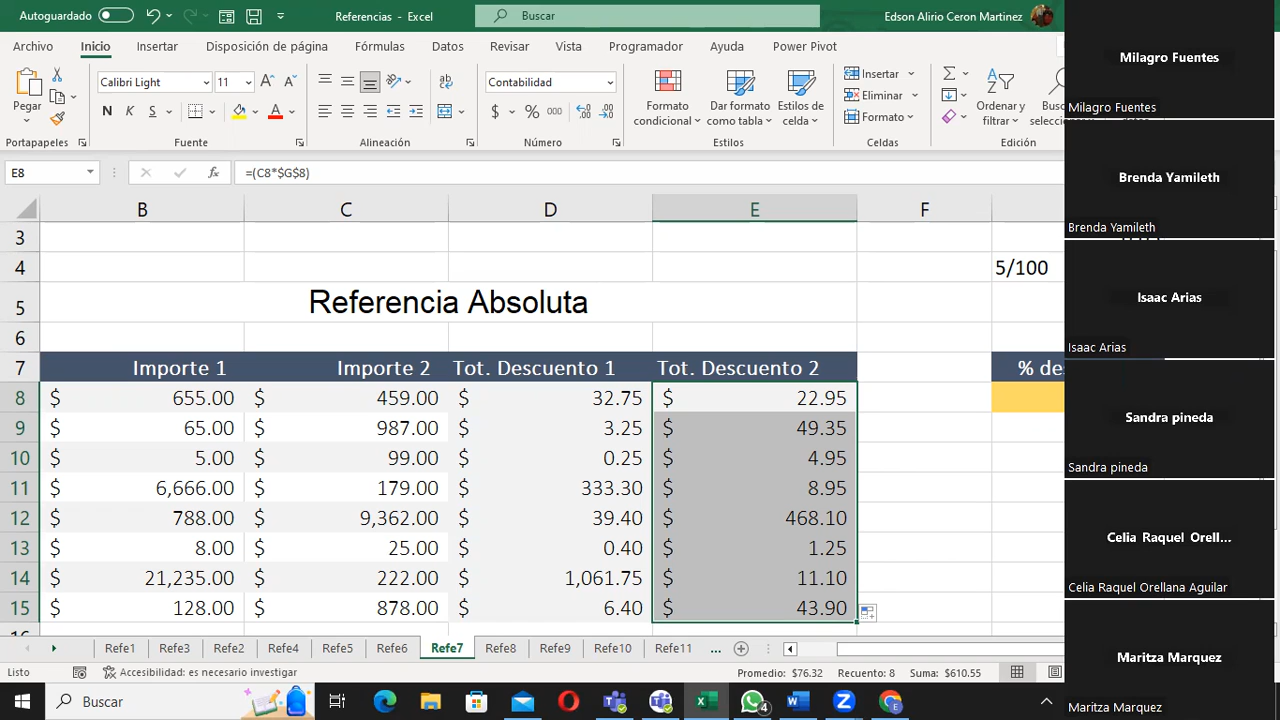 Autoguardado
Referencias - Excel
Buscar
Edson Alirio Ceron Martinez
Archivo Inicio Insertar Disposición de página Fórmulas Datos Revisar Vista Programador Ayuda Power Pivot
Pegar
Calibri Light 11
N K S
Contabilidad
$ % 000
Formato condicional
Dar formato como tabla
Estilos de celda
Insertar
Eliminar
Formato
Ordenar y filtrar
Portapapeles Fuente Alineación Número Estilos Celdas Edición
E8 fx =(C8*$G$8)
B C D E F
3
4 5/100
5 Referencia Absoluta
6
7 Importe 1 Importe 2 Tot. Descuento 1 Tot. Descuento 2
8 $ 655.00 $ 459.00 $ 32.75 $ 22.95
9 $ 65.00 $ 987.00 $ 3.25 $ 49.35
10 $ 5.00 $ 99.00 $ 0.25 $ 4.95
11 $ 6,666.00 $ 179.00 $ 333.30 $ 8.95
12 $ 788.00 $ 9,362.00 $ 39.40 $ 468.10
13 $ 8.00 $ 25.00 $ 0.40 $ 1.25
14 $ 21,235.00 $ 222.00 $ 1,061.75 $ 11.10
15 $ 128.00 $ 878.00 $ 6.40 $ 43.90
Refe1 Refe3 Refe2 Refe4 Refe5 Refe6 Refe7 Refe8 Refe9 Refe10 Refe11 ...
Listo Accesibilidad: es necesario investigar Promedio: $76.32 Recuento: 8 Suma: $610.55
Buscar
4
Milagro Fuentes
Milagro Fuentes
Brenda Yamileth
Brenda Yamileth
Isaac Arias
Isaac Arias
Sandra pineda
Sandra pineda
Celia Raquel Orell...
Celia Raquel Orellana Aguilar
Maritza Marquez
Maritza Marquez